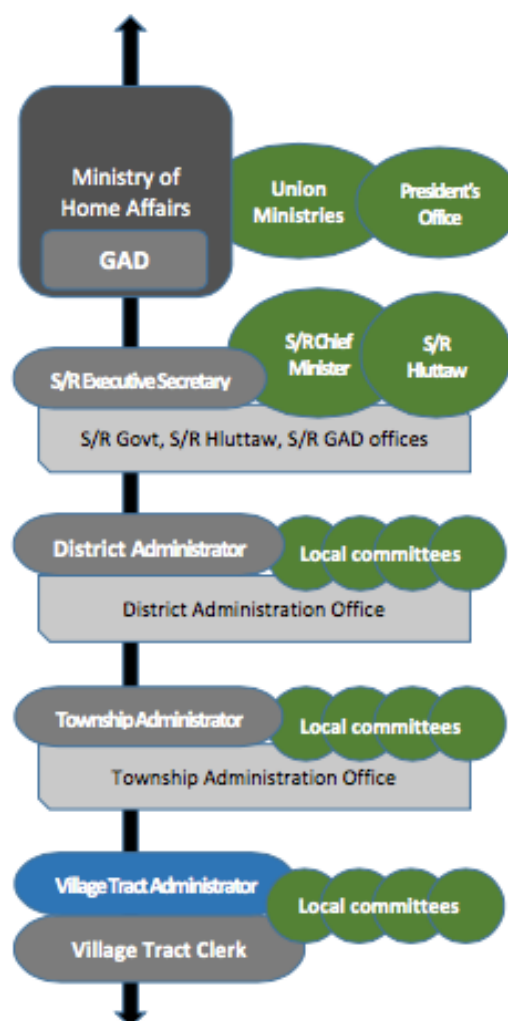 Ministry of
Home Affairs
GAD
Union
Ministries
President's
Office
S/R Chief
Minister
S/R
Hluttaw
S/R Executive Secretary
S/R Govt, S/R Hluttaw, S/R GAD offices
District Administrator
Local committees
District Administration Office
Township Administrator
Local committees
Township Administration Office
Village Tract Administrator
Local committees
Village Tract Clerk